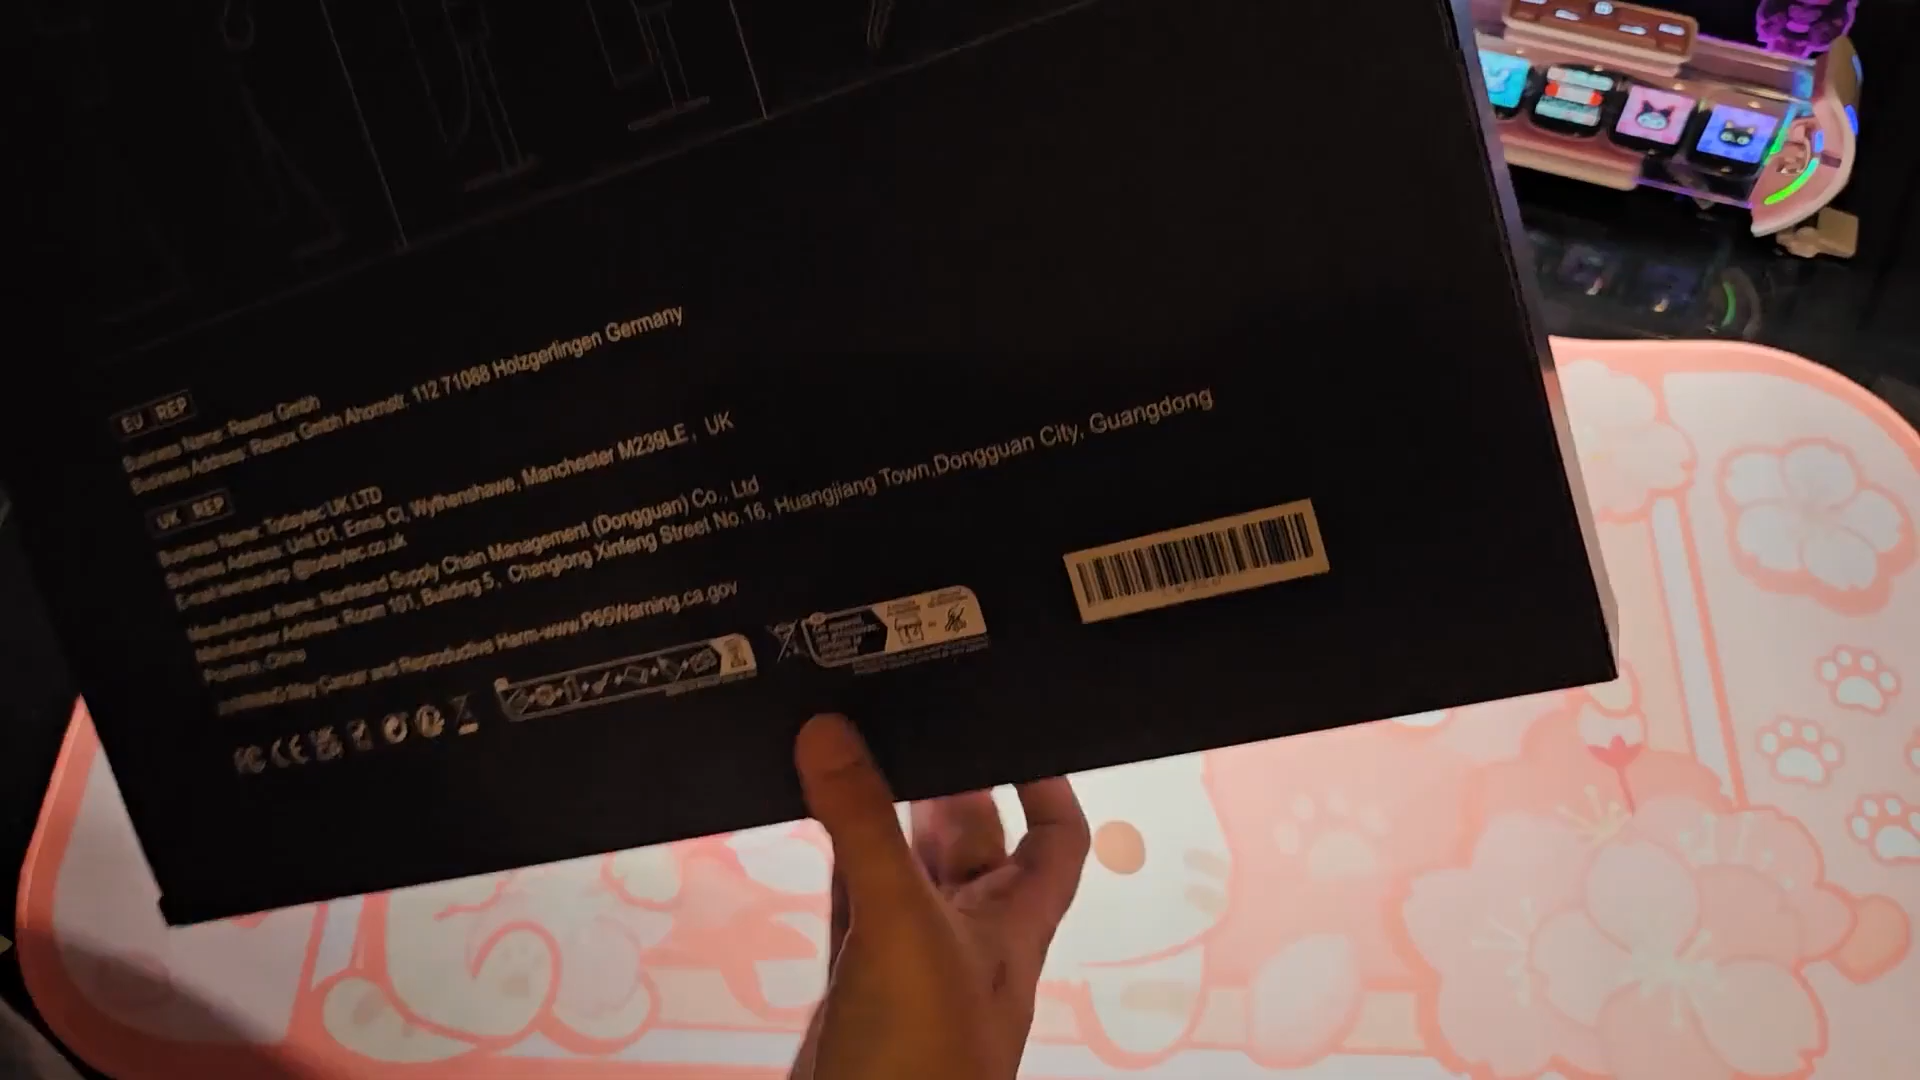 EU REP
Business Name: Rewox Gmbh
Business Address: Rewox Gmbh Ahornstr. 112 71088 Holzgerlingen Germany
UK REP
Business Name: Todaytec UK LTD
Business Address: Unit D1, Ennis Cl, Wythenshawe, Manchester M239LE, UK
E-mail @todaytec.co.uk
Manufacturer Name: Northland Supply Chain Management (Dongguan) Co., Ltd
Manufacturer Address: Room 101, Building 5, Changlong Xinfeng Street No.16, Huangjiang Town,Dongguan City, Guangdong
Province, China
Cancer and Reproductive Harm-www.P65Warning.ca.gov
FC CE